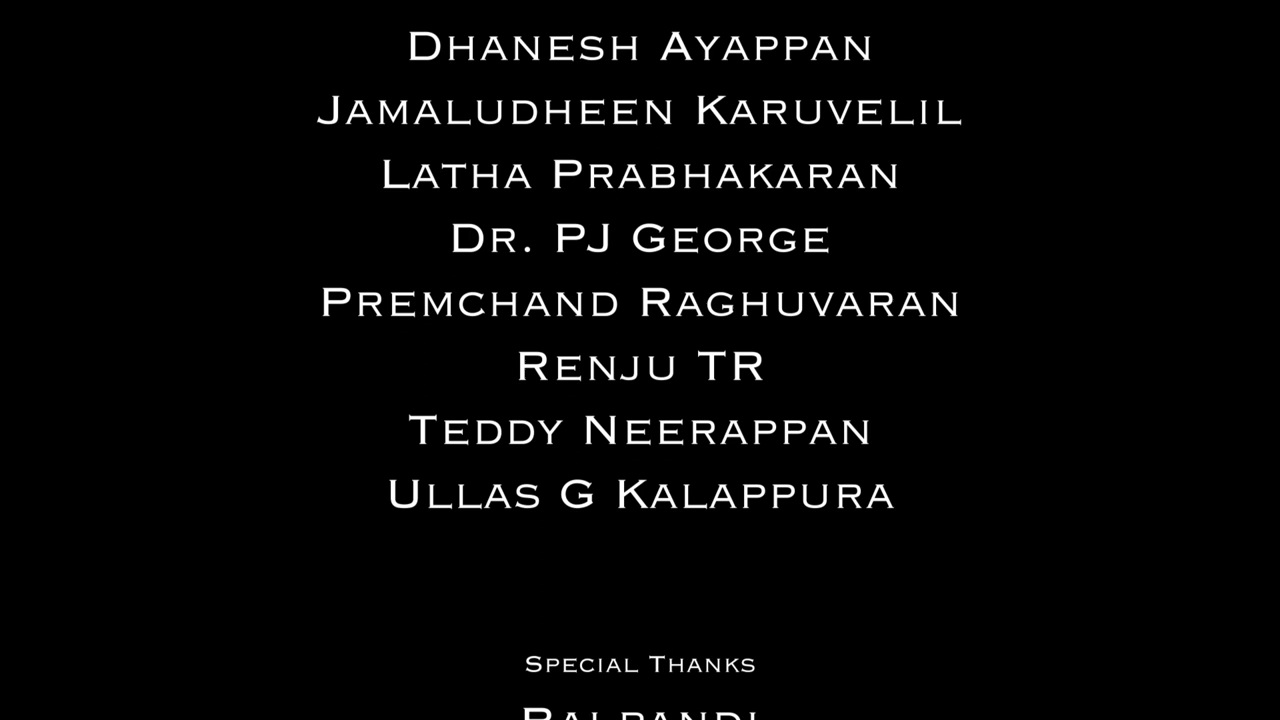 Dhanesh Ayappan
Jamaludheen Karuvelil
Latha Prabhakaran
Dr. PJ George
Premchand Raghuvaran
Renju TR
Teddy Neerappan
Ullas G Kalappura
Special Thanks